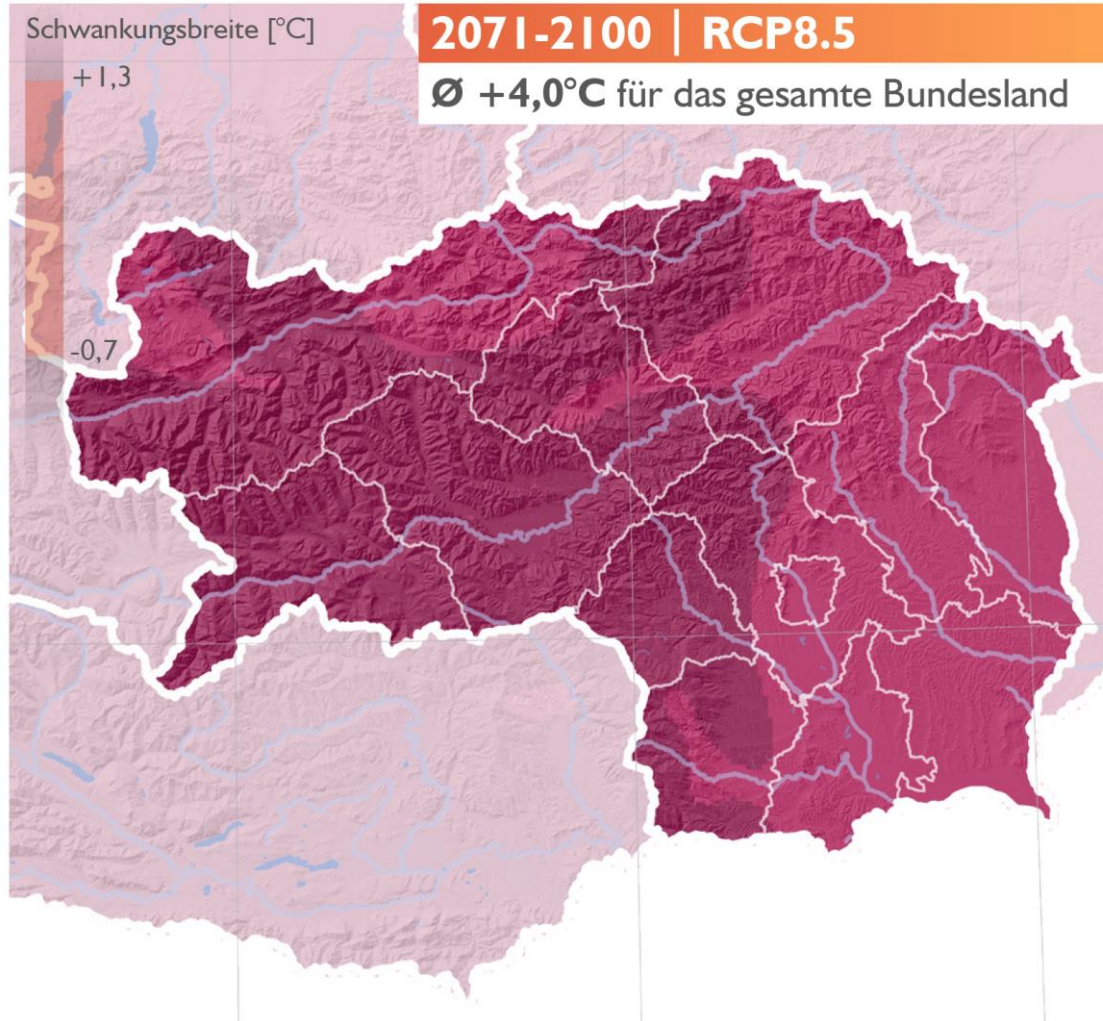 Schwankungsbreite [°C]
+1,3
-0,7
2071-2100 | RCP8.5
Ø +4,0°C für das gesamte Bundesland